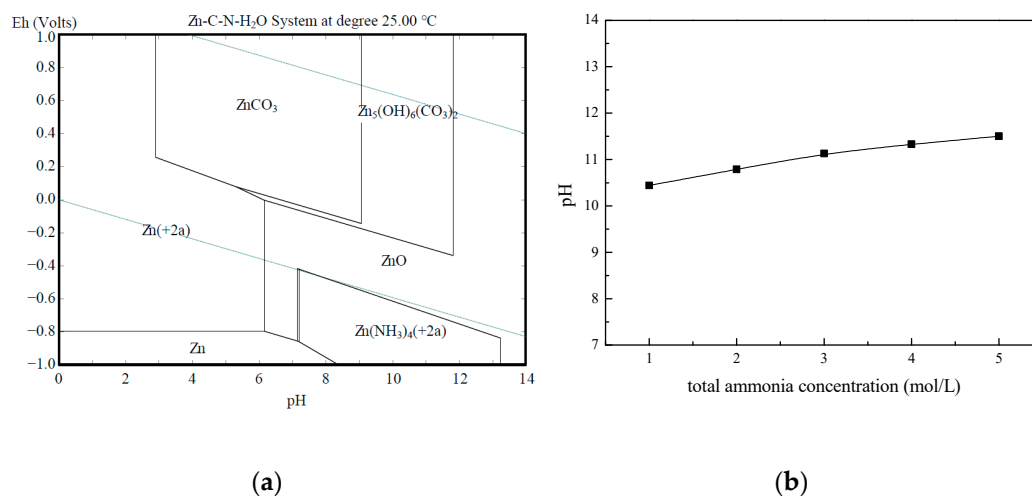 Eh (Volts)
Zn-C-N-H₂O System at degree 25.00 ℃
1.0
0.8
0.6
0.4
0.2
0.0
−0.2
−0.4
−0.6
−0.8
−1.0
ZnCO₃
Zn₅(OH)₆(CO₃)₂
Zn(+2a)
ZnO
Zn(NH₃)₄(+2a)
Zn
0 2 4 6 8 10 12 14
pH
(a)
14
13
12
11
10
9
8
7
pH
1 2 3 4 5
total ammonia concentration (mol/L)
(b)